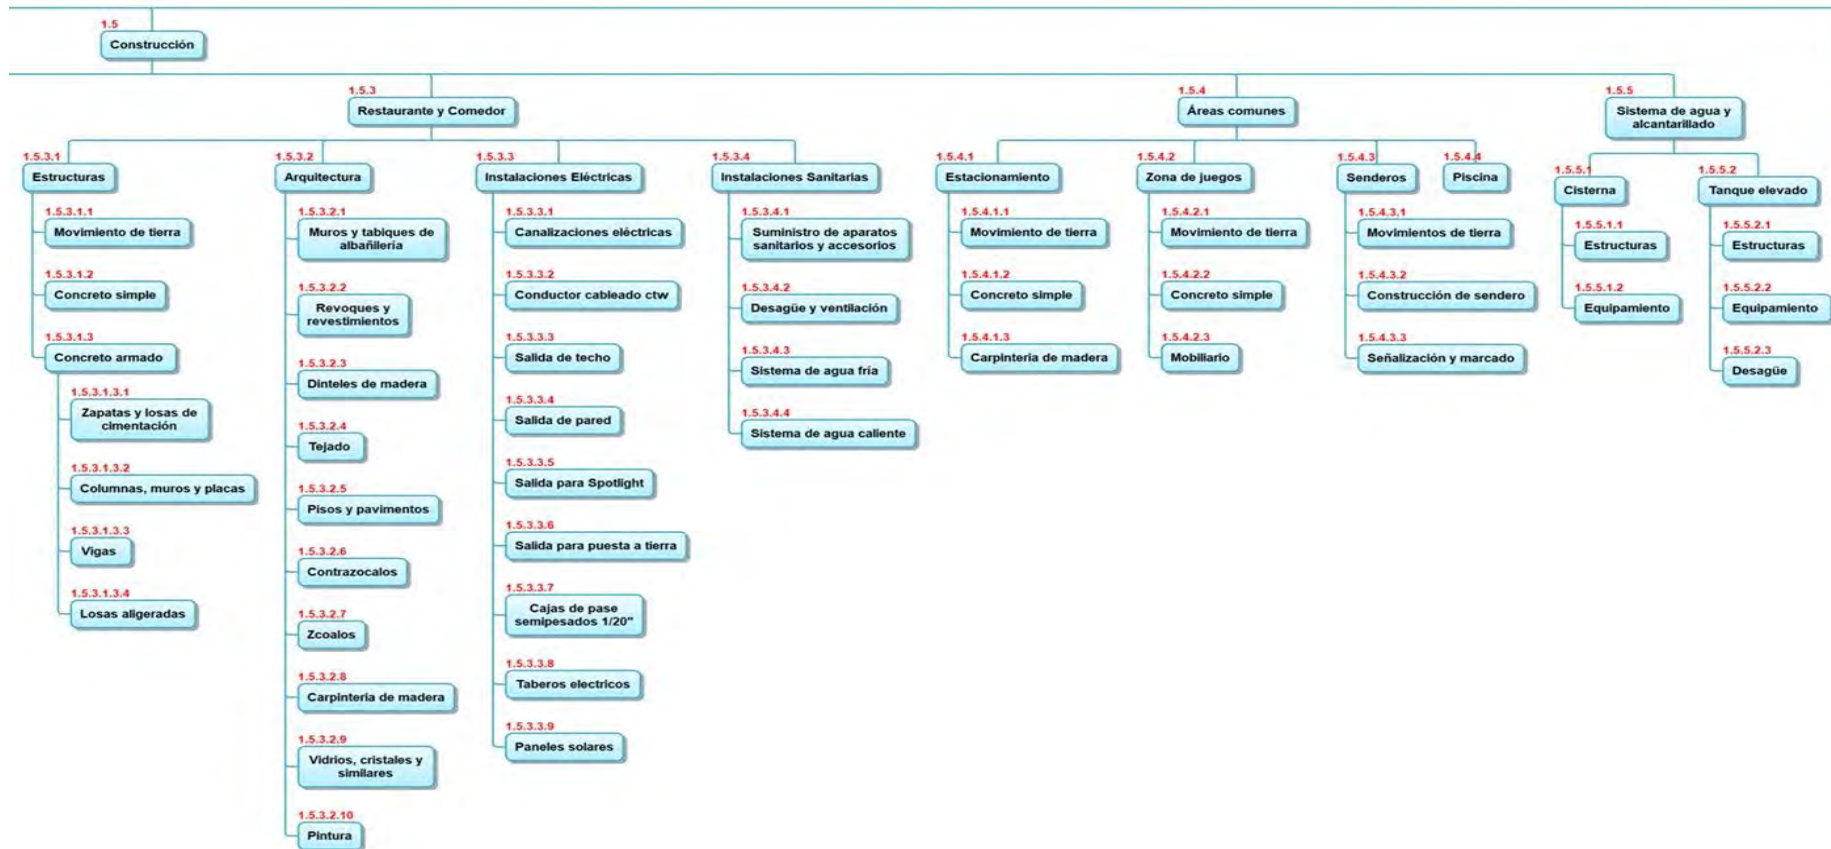 1.5
Construcción
1.5.3
Restaurante y Comedor
1.5.3.1
Estructuras
1.5.3.1.1
Movimiento de tierra
1.5.3.1.2
Concreto simple
1.5.3.1.3
Concreto armado
1.5.3.1.3.1
Zapatas y losas de
cimentación
1.5.3.1.3.2
Columnas, muros y placas
1.5.3.1.3.3
Vigas
1.5.3.1.3.4
Losas aligeradas
1.5.3.2
Arquitectura
1.5.3.2.1
Muros y tabiques de
albañilería
1.5.3.2.2
Revoques y
revestimientos
1.5.3.2.3
Dinteles de madera
1.5.3.2.4
Tejado
1.5.3.2.5
Pisos y pavimentos
1.5.3.2.6
Contrazocalos
1.5.3.2.7
Zcoalos
1.5.3.2.8
Carpinteria de madera
1.5.3.2.9
Vidrios, cristales y
similares
1.5.3.2.10
Pintura
1.5.3.3
Instalaciones Eléctricas
1.5.3.3.1
Canalizaciones eléctricas
1.5.3.3.2
Conductor cableado ctw
1.5.3.3.3
Salida de techo
1.5.3.3.4
Salida de pared
1.5.3.3.5
Salida para Spotlight
1.5.3.3.6
Salida para puesta a tierra
1.5.3.3.7
Cajas de pase
semipesados 1/20"
1.5.3.3.8
Taberos electricos
1.5.3.3.9
Paneles solares
1.5.3.4
Instalaciones Sanitarias
1.5.3.4.1
Suministro de aparatos
sanitarios y accesorios
1.5.3.4.2
Desagüe y ventilación
1.5.3.4.3
Sistema de agua fría
1.5.3.4.4
Sistema de agua caliente
1.5.4
Áreas comunes
1.5.4.1
Estacionamiento
1.5.4.1.1
Movimiento de tierra
1.5.4.1.2
Concreto simple
1.5.4.1.3
Carpinteria de madera
1.5.4.2
Zona de juegos
1.5.4.2.1
Movimiento de tierra
1.5.4.2.2
Concreto simple
1.5.4.2.3
Mobiliario
1.5.4.3
Senderos
1.5.4.3.1
Movimientos de tierra
1.5.4.3.2
Construcción de sendero
1.5.4.3.3
Señalización y marcado
1.5.4.4
Piscina
1.5.5
Sistema de agua y
alcantarillado
1.5.5.1
Cisterna
1.5.5.1.1
Estructuras
1.5.5.1.2
Equipamiento
1.5.5.2
Tanque elevado
1.5.5.2.1
Estructuras
1.5.5.2.2
Equipamiento
1.5.5.2.3
Desagüe